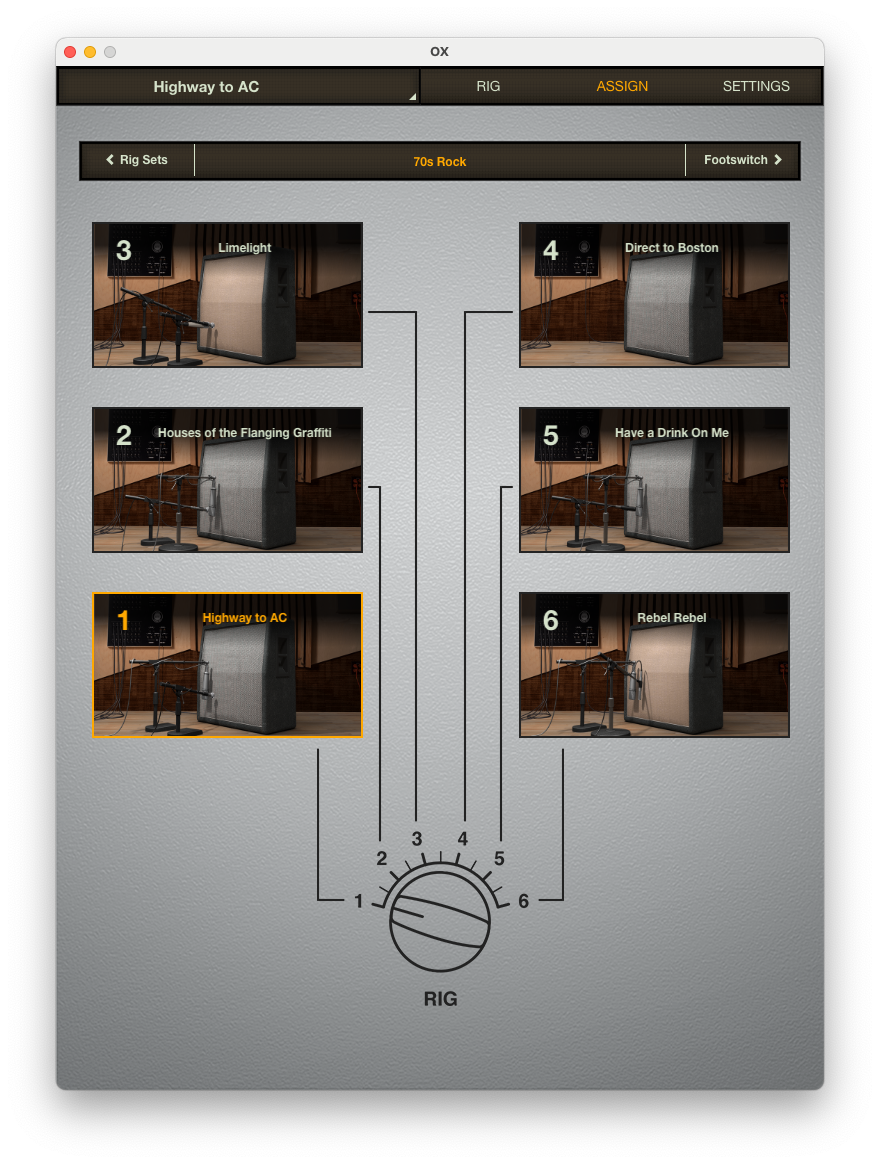 OX
Highway to AC
RIG
ASSIGN
SETTINGS
Rig Sets
70s Rock
Footswitch
3
Limelight
4
Direct to Boston
2
Houses of the Flanging Graffiti
5
Have a Drink On Me
1
Highway to AC
6
Rebel Rebel
3
4
2
5
1
6
RIG